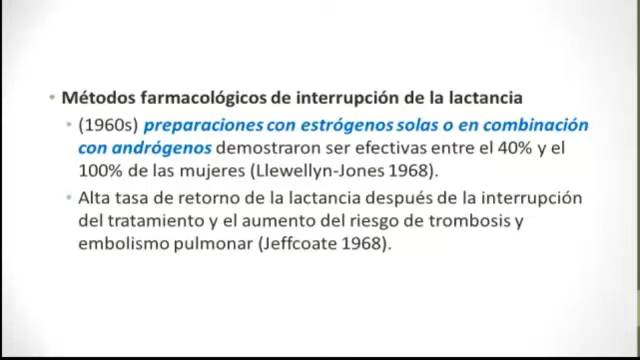 • Métodos farmacológicos de interrupción de la lactancia
• (1960s) preparaciones con estrógenos solas o en combinación
con andrógenos demostraron ser efectivas entre el 40% y el
100% de las mujeres (Llewellyn-Jones 1968).
• Alta tasa de retorno de la lactancia después de la interrupción
del tratamiento y el aumento del riesgo de trombosis y
embolismo pulmonar (Jeffcoate 1968).